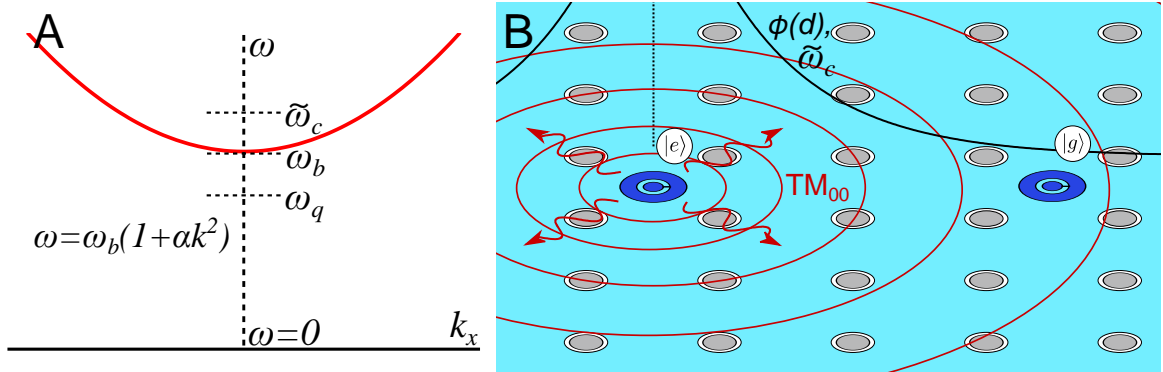 A
ω
ω̃c
ωb
ωq
ω=ωb(1+αk²)
ω=0
kx
B
ϕ(d),
ω̃c
|e⟩
|g⟩
TM₀₀